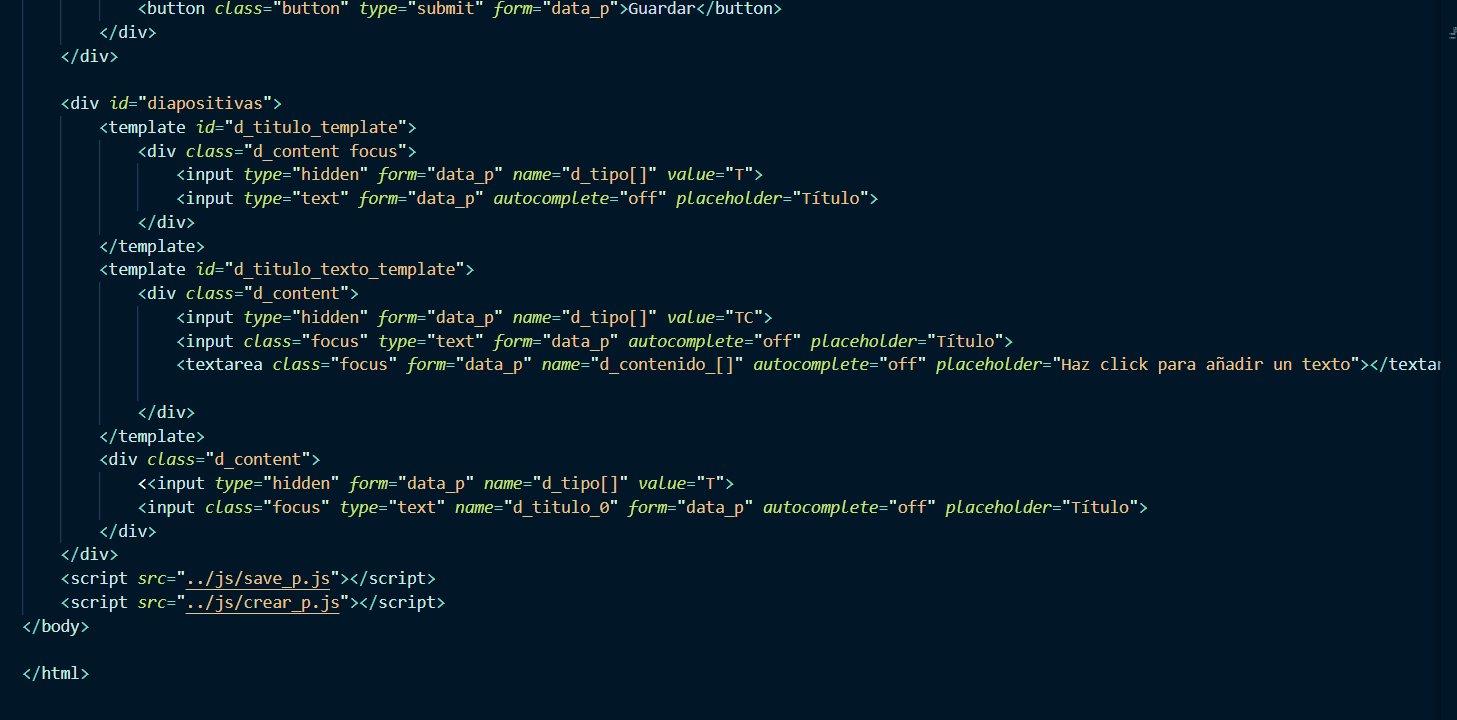 <button class="button" type="submit" form="data_p">Guardar</button>
</div>
</div>
<div id="diapositivas">
<template id="d_titulo_template">
<div class="d_content focus">
<input type="hidden" form="data_p" name="d_tipo[]" value="T">
<input type="text" form="data_p" autocomplete="off" placeholder="Título">
</div>
</template>
<template id="d_titulo_texto_template">
<div class="d_content">
<input type="hidden" form="data_p" name="d_tipo[]" value="TC">
<input class="focus" type="text" form="data_p" autocomplete="off" placeholder="Título">
<textarea class="focus" form="data_p" name="d_contenido_[]" autocomplete="off" placeholder="Haz click para añadir un texto"></textar
</div>
</template>
<div class="d_content">
<<input type="hidden" form="data_p" name="d_tipo[]" value="T">
<input class="focus" type="text" name="d_titulo_0" form="data_p" autocomplete="off" placeholder="Título">
</div>
</div>
<script src="../js/save_p.js"></script>
<script src="../js/crear_p.js"></script>
</body>
</html>